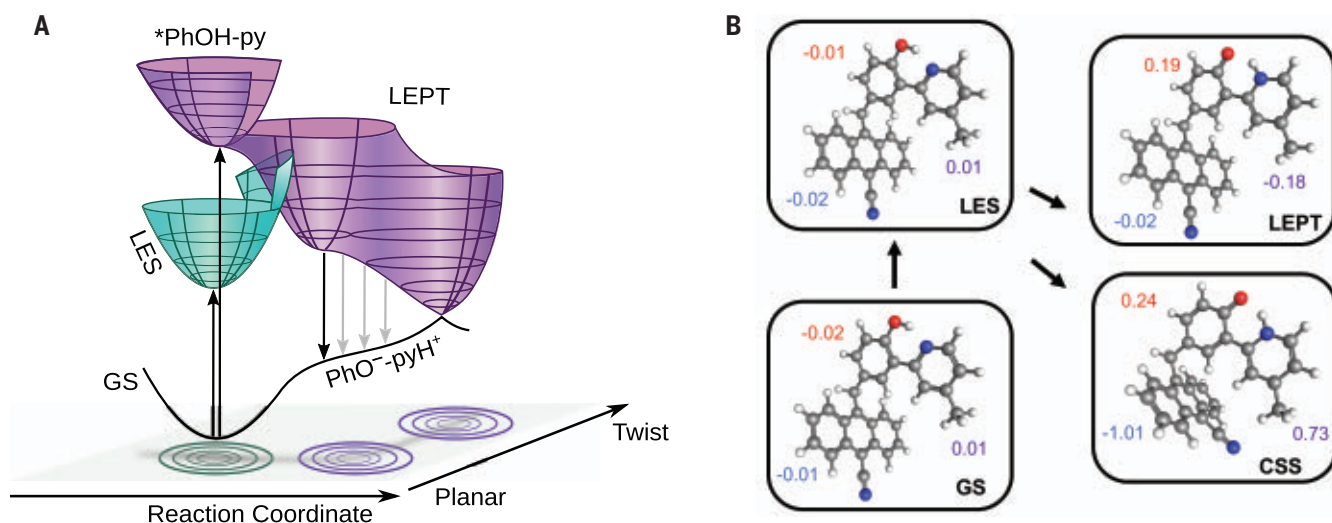 A
*PhOH-py
LEPT
LES
GS
PhO⁻-pyH⁺
Twist
Planar
Reaction Coordinate
B
-0.01
0.01
-0.02
LES
0.19
-0.18
-0.02
LEPT
-0.02
0.01
-0.01
GS
0.24
-1.01
0.73
CSS